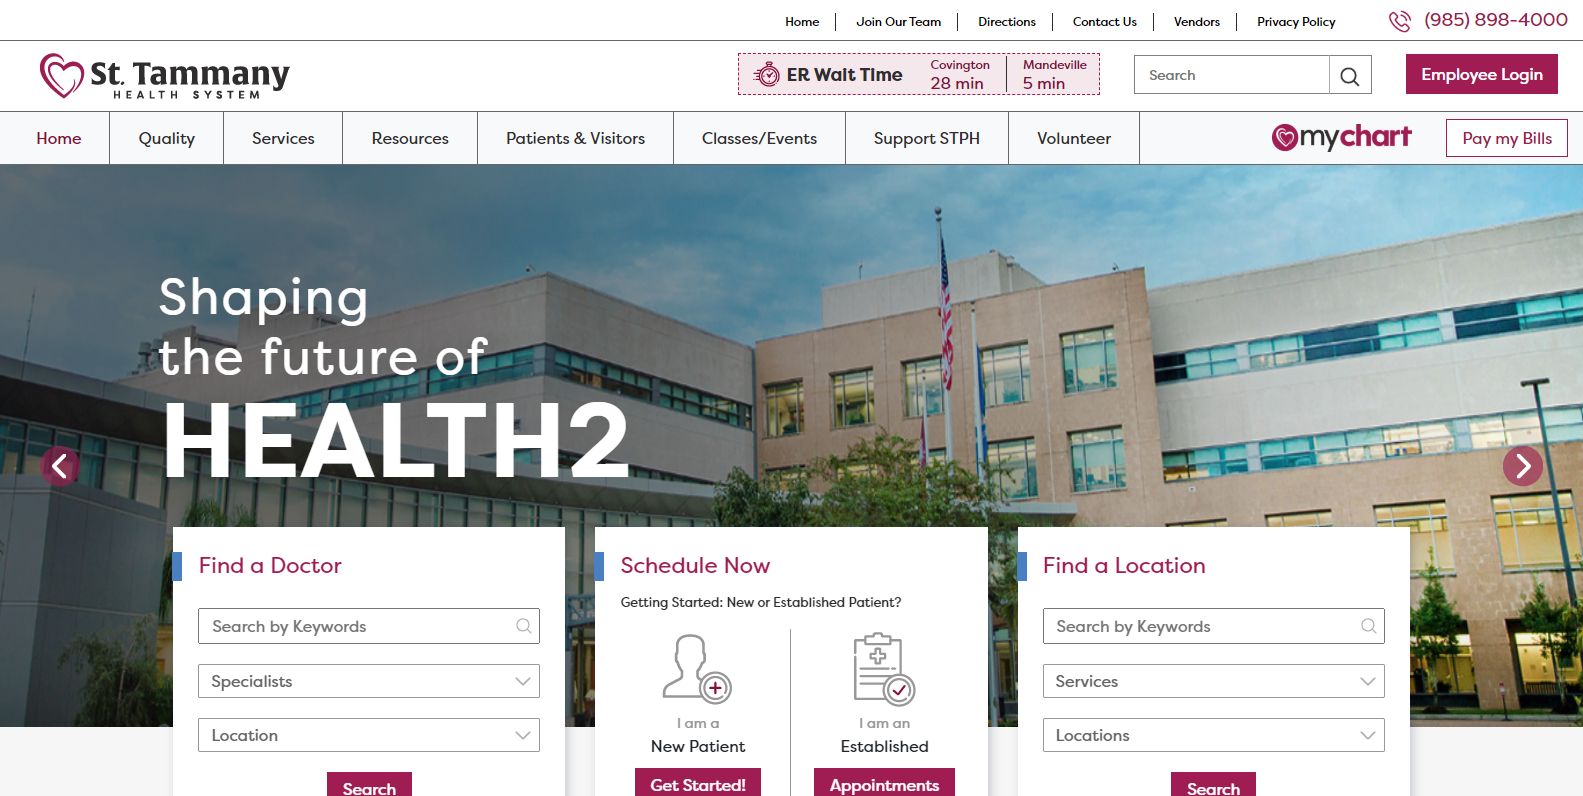 Home
Join Our Team
Directions
Contact Us
Vendors
Privacy Policy
(985) 898-4000
St. Tammany
HEALTH SYSTEM
ER Wait Time
Covington
28 min
Mandeville
5 min
Search
Employee Login
Home
Quality
Services
Resources
Patients & Visitors
Classes/Events
Support STPH
Volunteer
mychart
Pay my Bills
Shaping
the future of
HEALTH2
Find a Doctor
Search by Keywords
Specialists
Location
Search
Schedule Now
Getting Started: New or Established Patient?
I am a
New Patient
Get Started!
I am an
Established
Appointments
Find a Location
Search by Keywords
Services
Locations
Search